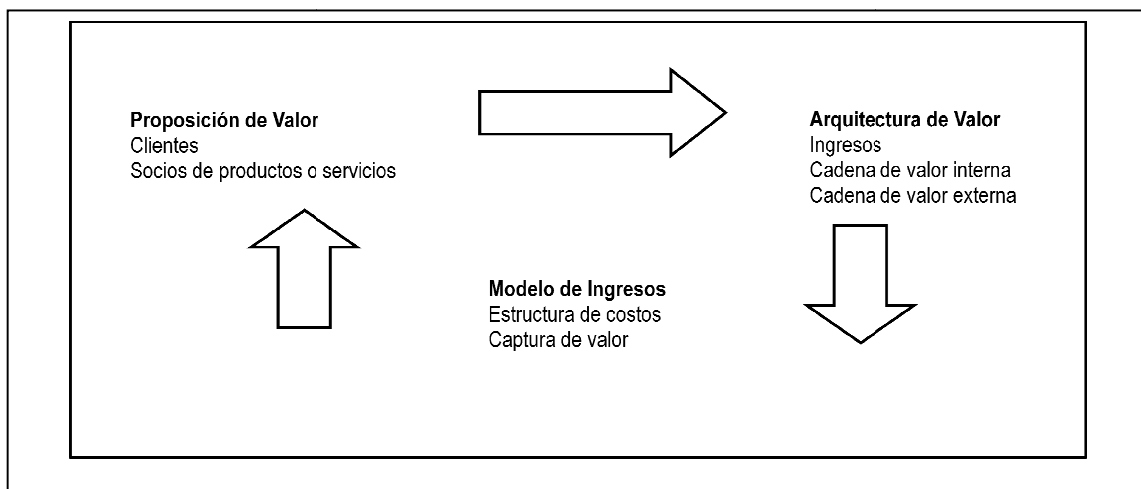 Proposición de Valor
Clientes
Socios de productos o servicios
Arquitectura de Valor
Ingresos
Cadena de valor interna
Cadena de valor externa
Modelo de Ingresos
Estructura de costos
Captura de valor